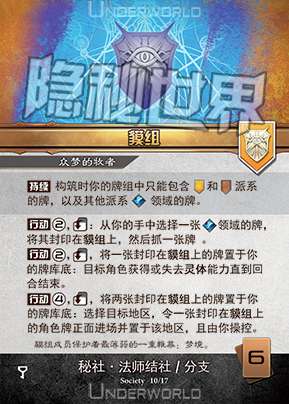 UNDERWORLD
隐秘世界
貘组
众梦的牧者
持续 构筑时你的牌组中只能包含 和 派系
的牌，以及其他派系 领域的牌。
行动 ②, : 从你的手中选择一张 领域的牌，
将其封印在貘组上，然后抓一张牌 。
行动 ②, , 将一张封印在貘组上的牌置于你
的牌库底: 目标角色获得或失去灵体能力直到回
合结束。
行动 ④, , 将两张封印在貘组上的牌置于你
的牌库底: 选择目标地区，令一张封印在貘组上
的角色牌正面进场并置于该地区，且由你操控。
貘组成员保护着最薄弱的一重帷幕: 梦境。
秘社 · 法师结社 / 分支
Society 10/17
6
UNDERWORLD